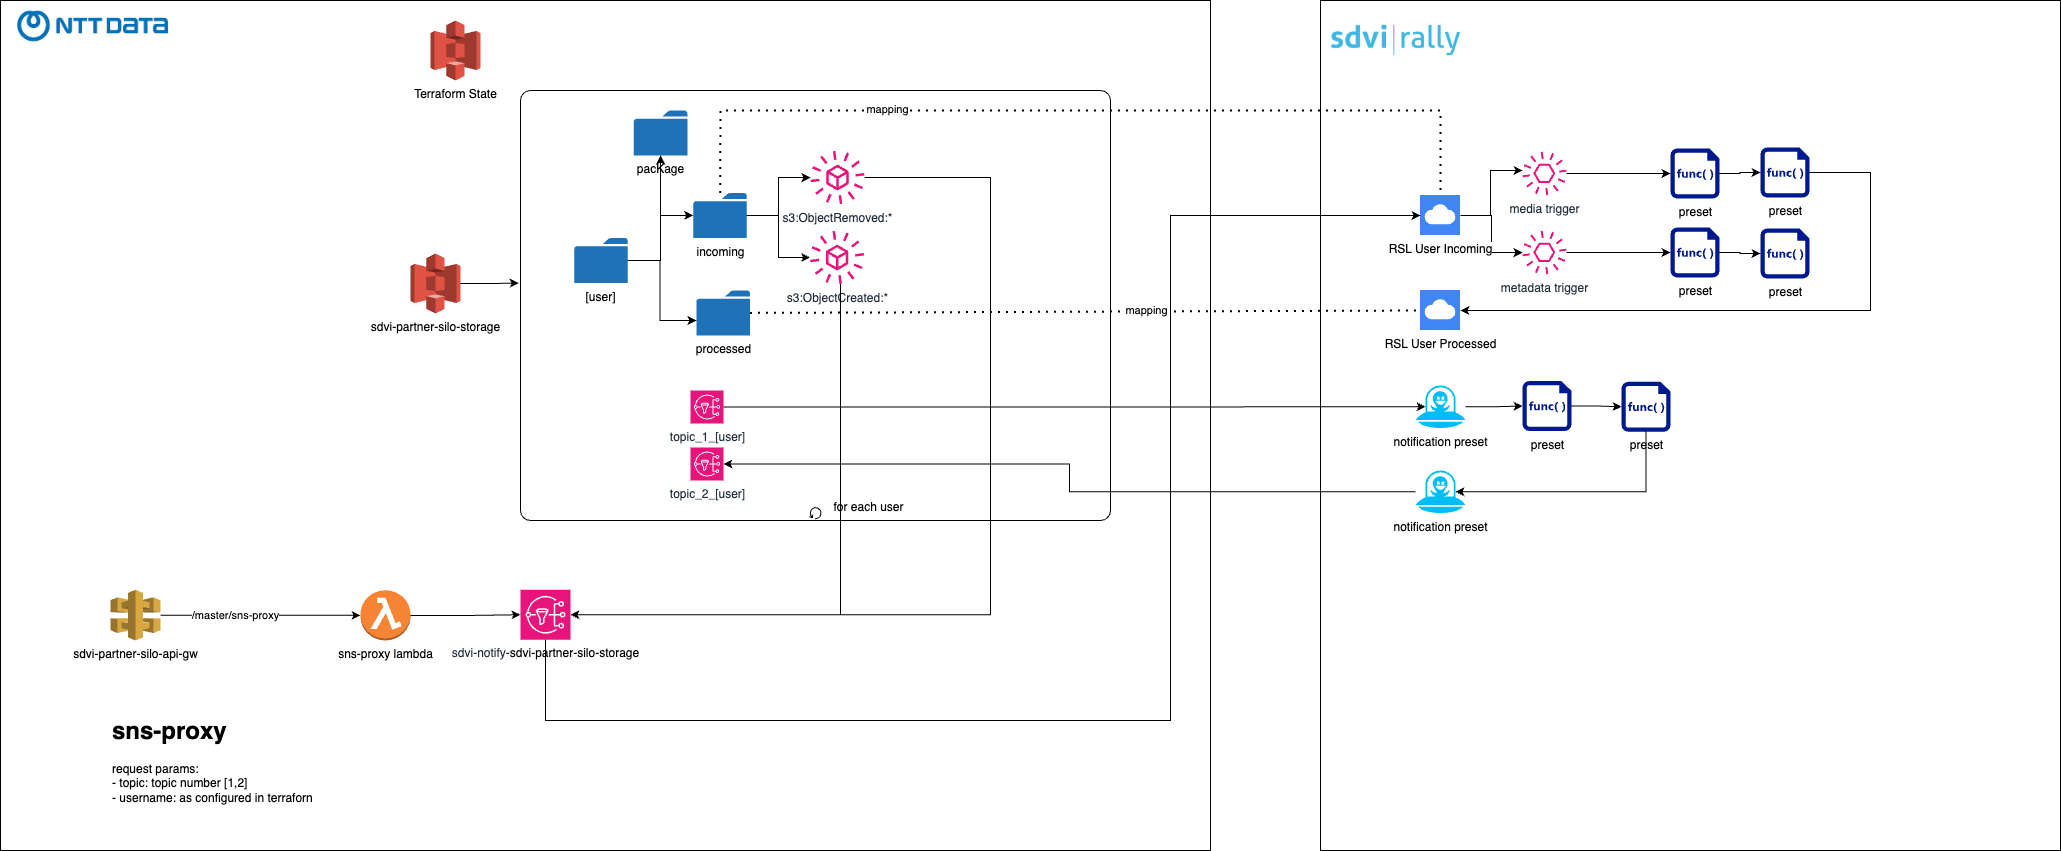 NTT DATA
Terraform State
sdvi|rally
mapping
package
s3:ObjectRemoved:*
incoming
[user]
s3:ObjectCreated:*
processed
mapping
sdvi-partner-silo-storage
topic_1_[user]
topic_2_[user]
for each user
RSL User Incoming
media trigger
func( )
preset
func( )
preset
metadata trigger
func( )
preset
func( )
preset
RSL User Processed
notification preset
func( )
preset
func( )
preset
notification preset
/master/sns-proxy
sdvi-partner-silo-api-gw
λ
sns-proxy lambda
sdvi-notify-sdvi-partner-silo-storage
sns-proxy
request params:
- topic: topic number [1,2]
- username: as configured in terraforn